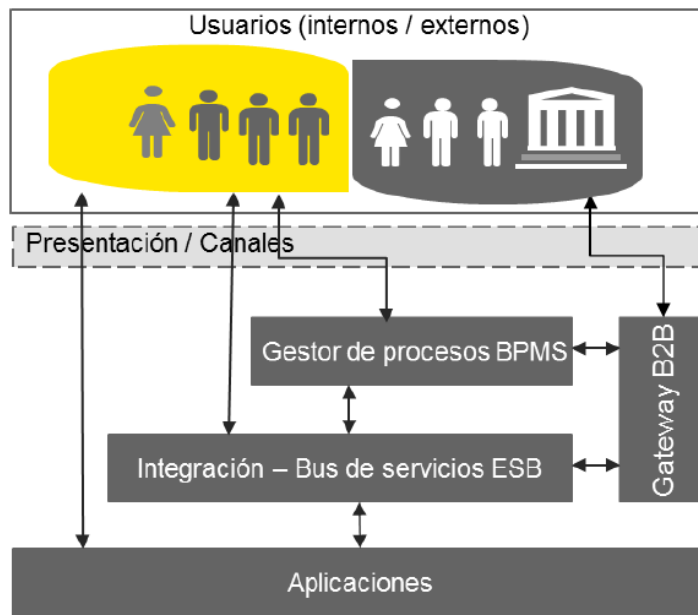 Usuarios (internos / externos)
Presentación / Canales
Gestor de procesos BPMS
Gateway B2B
Integración – Bus de servicios ESB
Aplicaciones